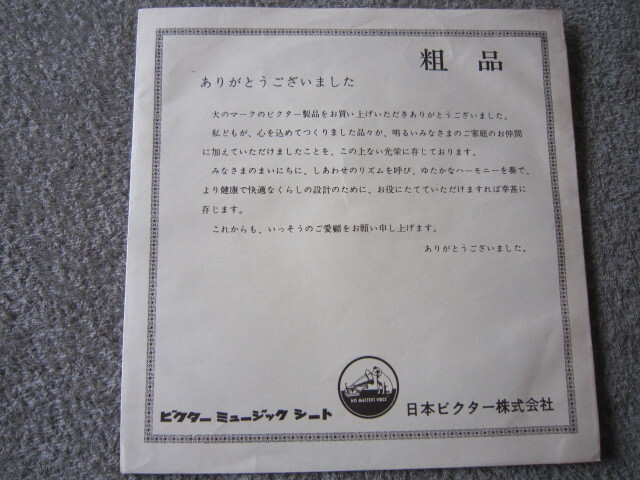 粗品
ありがとうございました
犬のマークのビクター製品をお買い上げいただきありがとうございました。
私どもが、心を込めてつくりました品々が、明るいみなさまのご家庭のお仲間
に加えていただけましたことを、この上ない光栄に存じております。
みなさまのまいにちに、しあわせのリズムを呼び、ゆたかなハーモニーを奏で、
より健康で快適なくらしの設計のために、お役にたてていただけますれば幸甚に
存じます。
これからも、いっそうのご愛顧をお願い申し上げます。
ありがとうございました。
HIS MASTER'S VOICE
ビクター ミュージック シート
日本ビクター株式会社